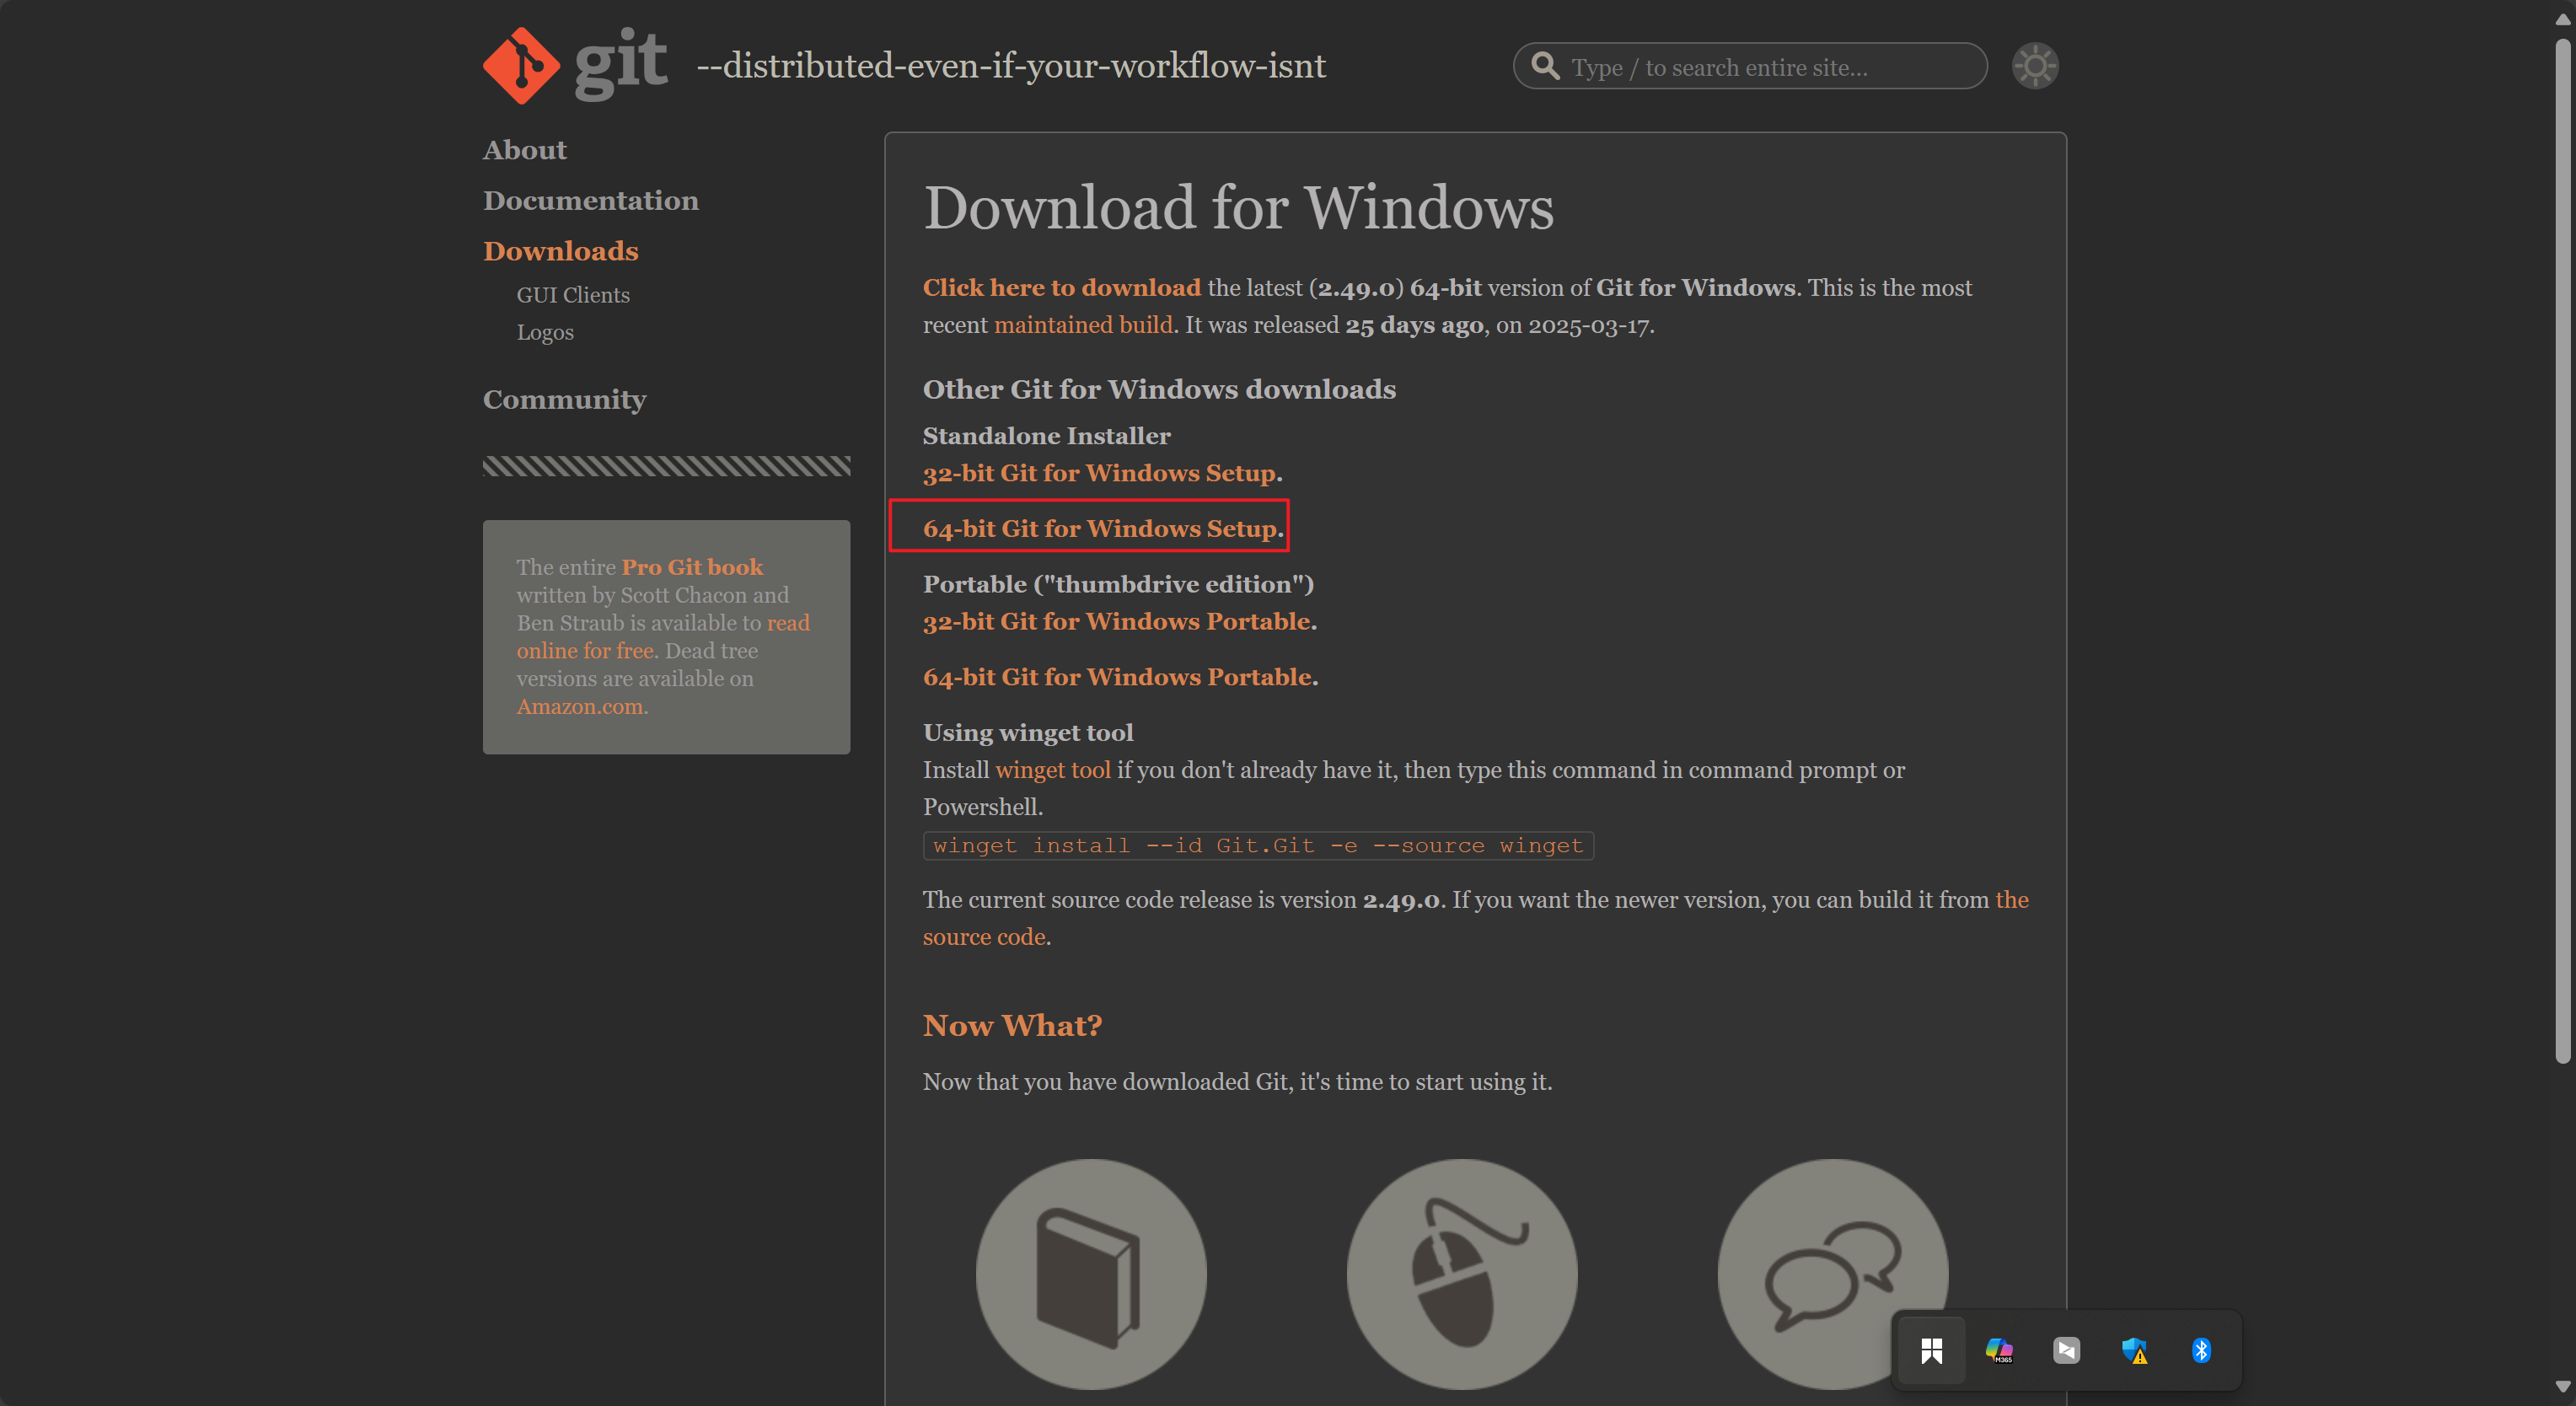 git --distributed-even-if-your-workflow-isnt
Type / to search entire site...
About
Documentation
Downloads
GUI Clients
Logos
Community
The entire Pro Git book
written by Scott Chacon and
Ben Straub is available to read
online for free. Dead tree
versions are available on
Amazon.com.
Download for Windows
Click here to download the latest (2.49.0) 64-bit version of Git for Windows. This is the most
recent maintained build. It was released 25 days ago, on 2025-03-17.
Other Git for Windows downloads
Standalone Installer
32-bit Git for Windows Setup.
64-bit Git for Windows Setup.
Portable ("thumbdrive edition")
32-bit Git for Windows Portable.
64-bit Git for Windows Portable.
Using winget tool
Install winget tool if you don't already have it, then type this command in command prompt or
Powershell.
winget install --id Git.Git -e --source winget
The current source code release is version 2.49.0. If you want the newer version, you can build it from the
source code.
Now What?
Now that you have downloaded Git, it's time to start using it.
M365